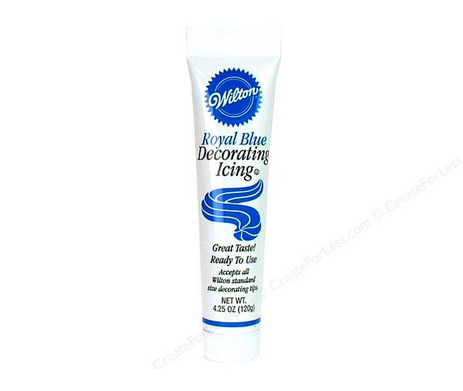 Wilton
Royal Blue
Decorating
Icing©
Great Taste!
Ready To Use
Accepts all
Wilton standard
size decorating tips.
NET WT.
4.25 OZ (120g)
CreateForLess.com © CreateForLess